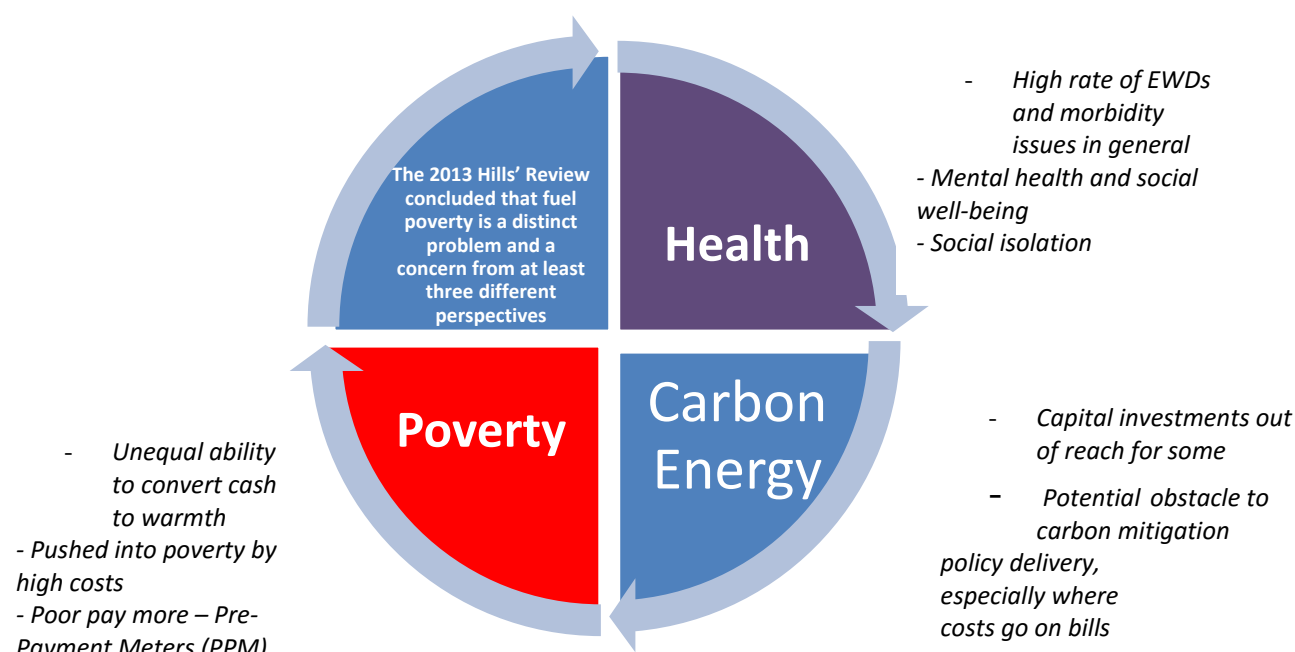 The 2013 Hills’ Review
concluded that fuel
poverty is a distinct
problem and a
concern from at least
three different
perspectives
Health
- High rate of EWDs
and morbidity
issues in general
- Mental health and social
well-being
- Social isolation
Carbon
Energy
- Capital investments out
of reach for some
- Potential obstacle to
carbon mitigation
policy delivery,
especially where
costs go on bills
Poverty
- Unequal ability
to convert cash
to warmth
- Pushed into poverty by
high costs
- Poor pay more – Pre-
Payment Meters (PPM)